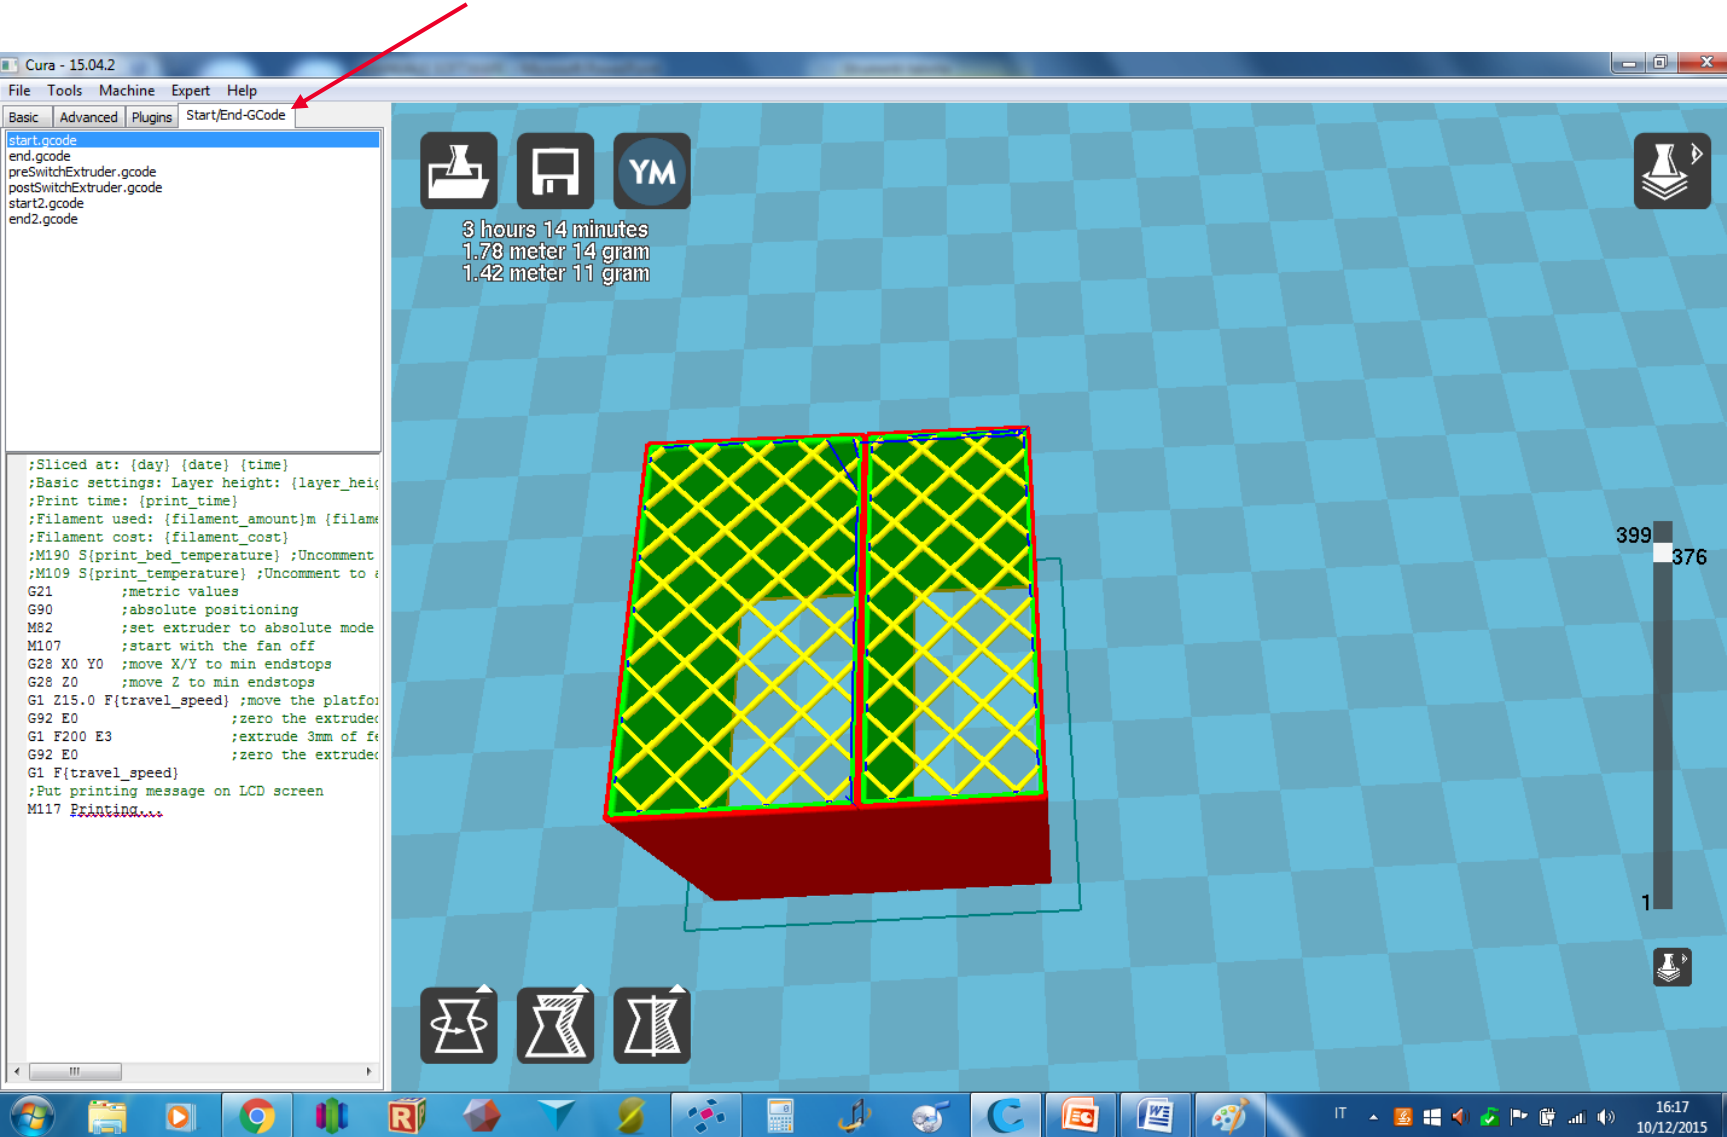 Cura - 15.04.2
File Tools Machine Expert Help
Basic Advanced Plugins Start/End-GCode
start.gcode
end.gcode
preSwitchExtruder.gcode
postSwitchExtruder.gcode
start2.gcode
end2.gcode
;Sliced at: {day} {date} {time}
;Basic settings: Layer height: {layer_heig
;Print time: {print_time}
;Filament used: {filament_amount}m {filame
;Filament cost: {filament_cost}
;M190 S{print_bed_temperature} ;Uncomment
;M109 S{print_temperature} ;Uncomment to a
G21 ;metric values
G90 ;absolute positioning
M82 ;set extruder to absolute mode
M107 ;start with the fan off
G28 X0 Y0 ;move X/Y to min endstops
G28 Z0 ;move Z to min endstops
G1 Z15.0 F{travel_speed} ;move the platfor
G92 E0 ;zero the extruded
G1 F200 E3 ;extrude 3mm of fe
G92 E0 ;zero the extruded
G1 F{travel_speed}
;Put printing message on LCD screen
M117 Printing...
YM
3 hours 14 minutes
1.78 meter 14 gram
1.42 meter 11 gram
399
376
1
IT
16:17
10/12/2015